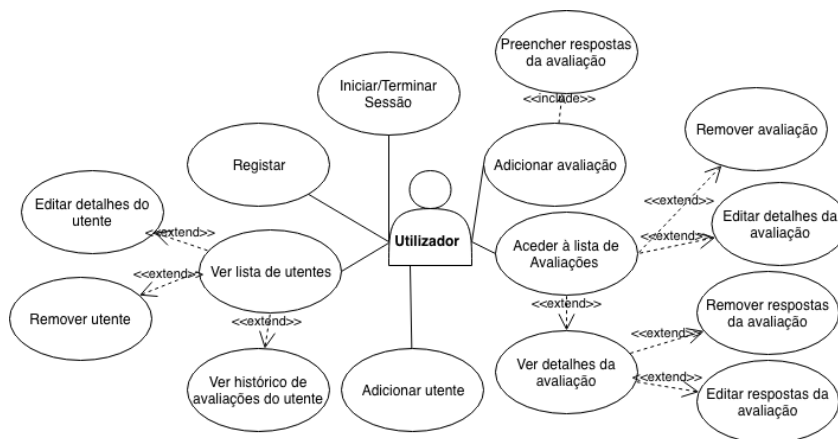 Preencher respostas
da avaliação
<<include>>
Iniciar/Terminar
Sessão
Adicionar avaliação
Remover avaliação
Registar
<<extend>>
Editar detalhes do
utente
<<extend>>
Utilizador
Aceder à lista de
Avaliações
<<extend>>
Editar detalhes da
avaliação
Ver lista de utentes
<<extend>>
Remover utente
<<extend>>
<<extend>>
Remover respostas
da avaliação
Ver histórico de
avaliações do utente
Adicionar utente
Ver detalhes da
avaliação
<<extend>>
<<extend>>
Editar respostas da
avaliação